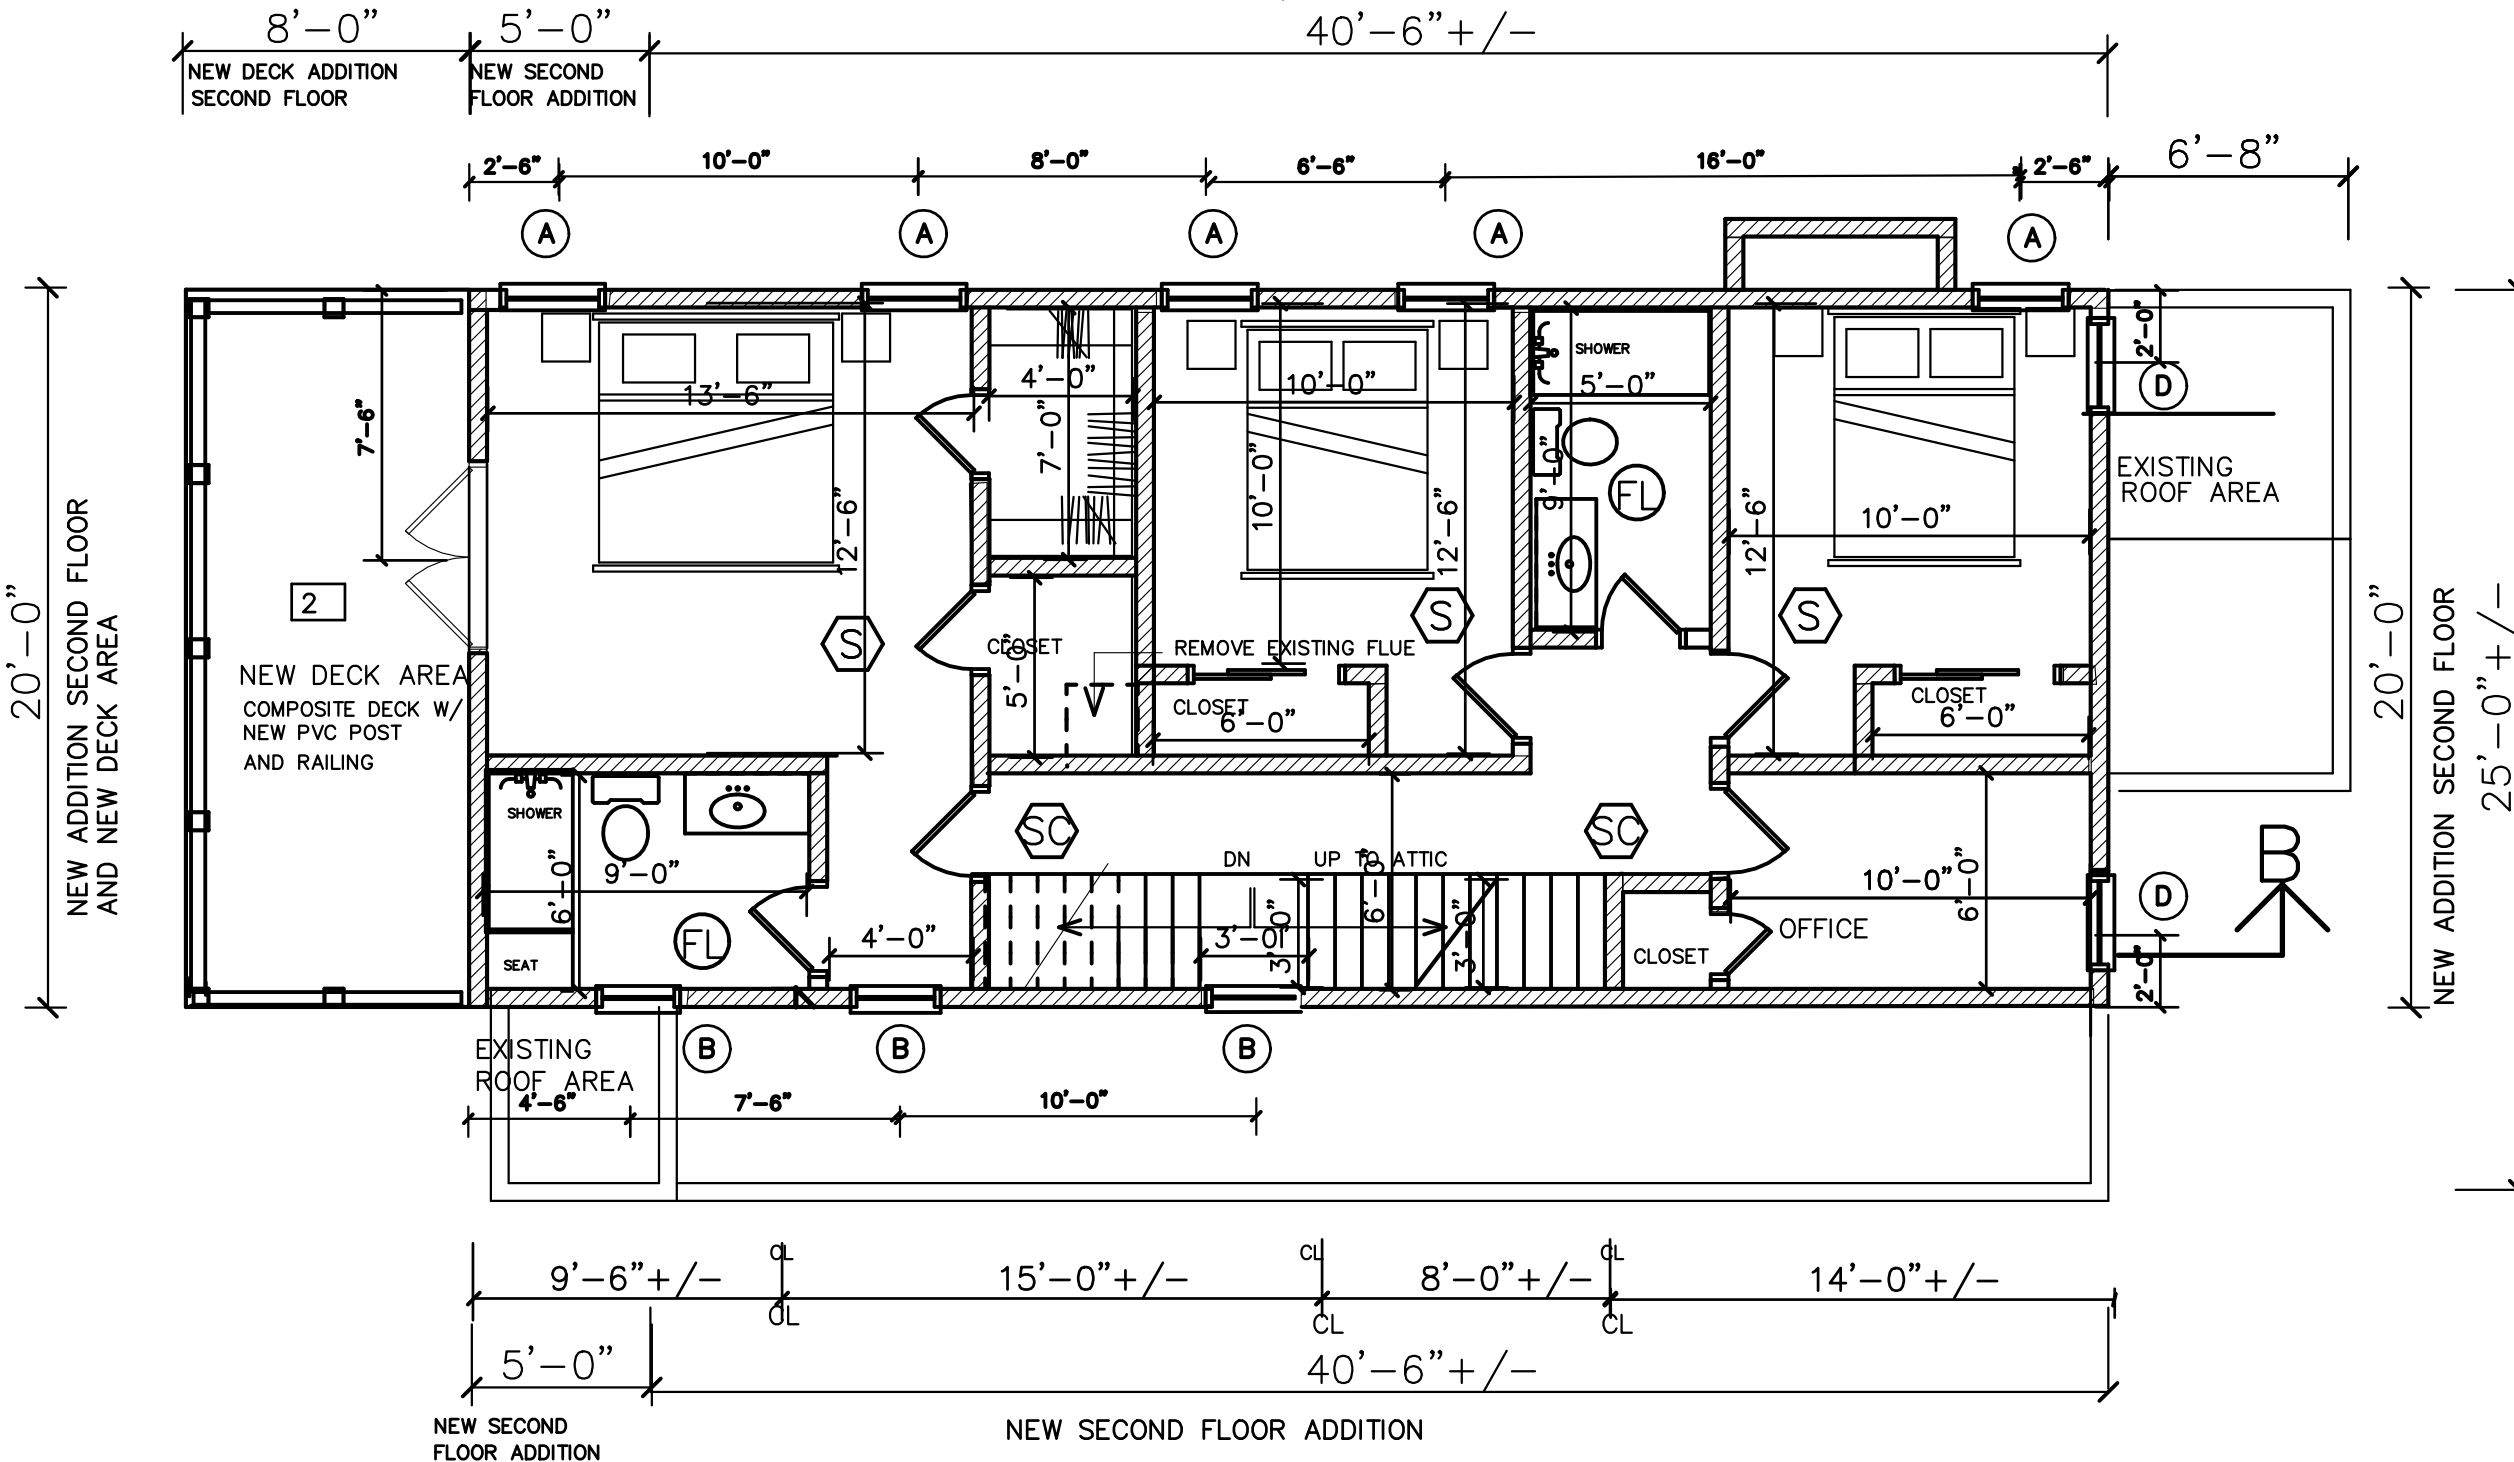 8'-0" 5'-0" 40'-6"+/-
NEW DECK ADDITION
SECOND FLOOR
NEW SECOND
FLOOR ADDITION
2'-6" 10'-0" 8'-0" 6'-6" 16'-0" 2'-6" 6'-8"
A A A A A
SHOWER
2'-0"
D
13'-6" 4'-0" 10'-0" 5'-0"
7'-6"
7'-0"
10'-0"
9'-0"
FL
EXISTING
ROOF AREA
12'-6"
12'-6"
12'-6"
10'-0"
20'-0"
NEW ADDITION SECOND FLOOR
AND NEW DECK AREA
2
S S S
CLOSET
REMOVE EXISTING FLUE
5'-0"
NEW DECK AREA
COMPOSITE DECK W/
NEW PVC POST
AND RAILING
CLOSET
6'-0"
CLOSET
6'-0"
20'-0"
NEW ADDITION SECOND FLOOR
25'-0"+/-
SHOWER
SC SC
DN UP TO ATTIC
9'-0"
6'-0"
6'-0"
10'-0"
6'-0"
B
D
FL
4'-0"
3'-0"
3'-0"
3'-0"
OFFICE
CLOSET
SEAT
2'-0"
EXISTING
ROOF AREA
B B B
4'-6" 7'-6" 10'-0"
CL CL CL
9'-6"+/- 15'-0"+/- 8'-0"+/- 14'-0"+/-
CL CL CL
5'-0" 40'-6"+/-
NEW SECOND
FLOOR ADDITION
NEW SECOND FLOOR ADDITION